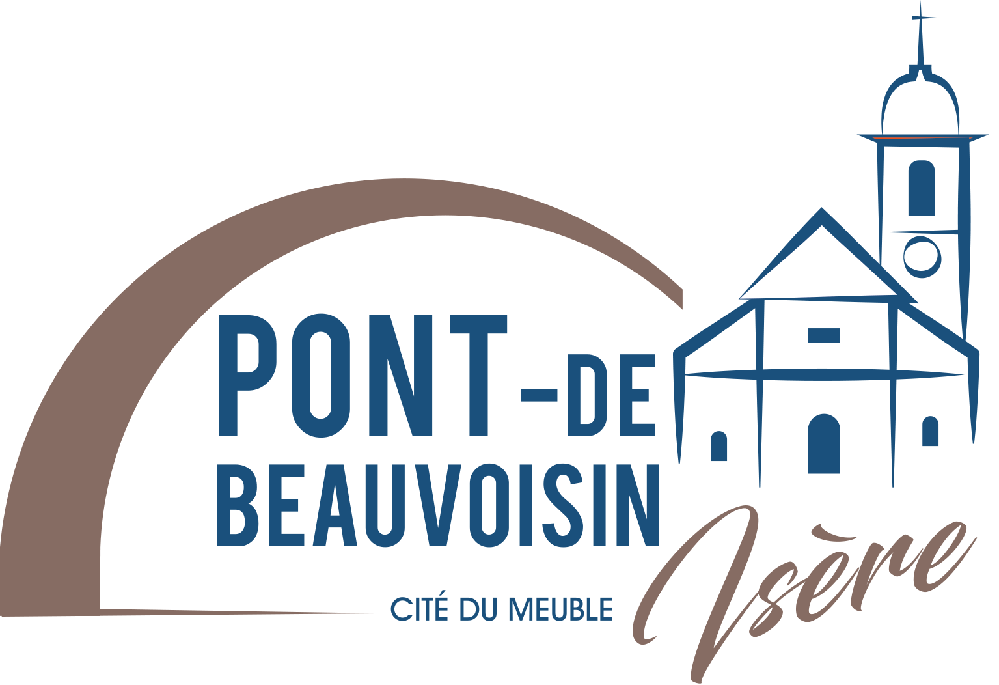 PONT-DE
BEAUVOISIN
Isère
CITÉ DU MEUBLE